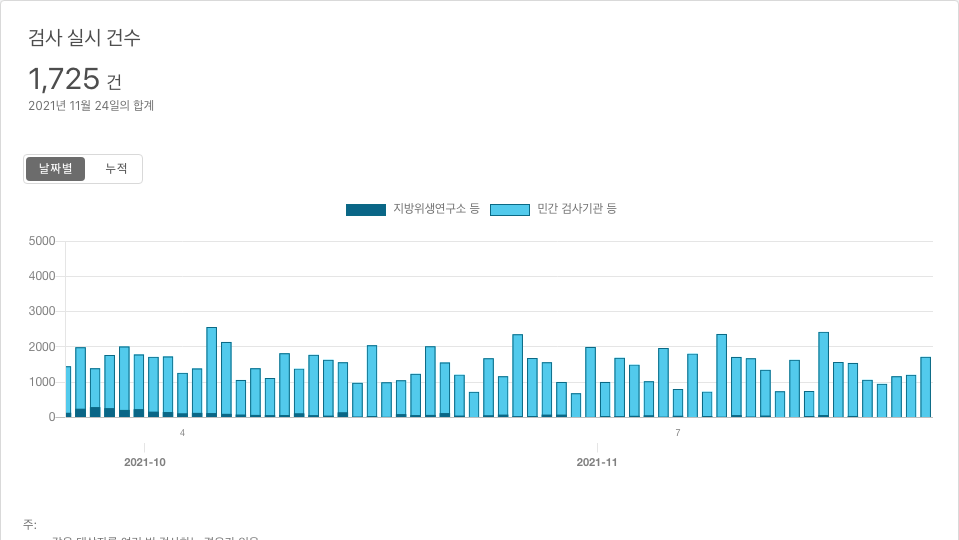 검사 실시 건수
1,725 건
2021년 11월 24일의 합계
날짜별 누적
지방위생연구소 등 민간 검사기관 등
5000
4000
3000
2000
1000
0
4 7
2021-10 2021-11
주: